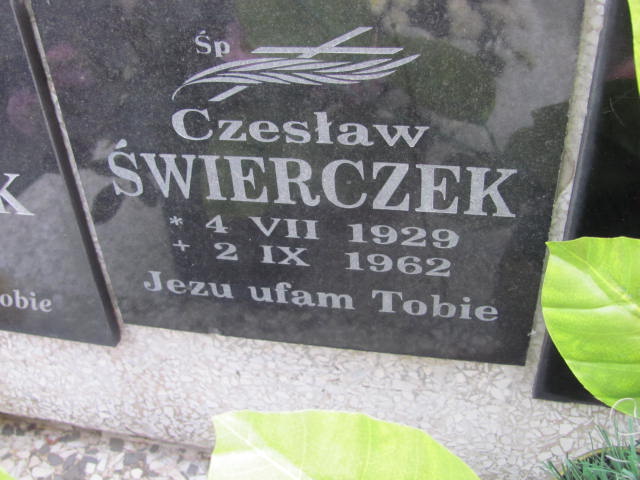 Śp
Czesław
ŚWIERCZEK
* 4 VII 1929
+ 2 IX 1962
Jezu ufam Tobie